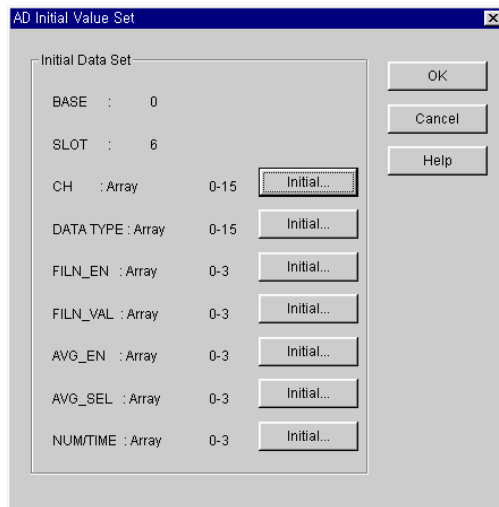 AD Initial Value Set
Initial Data Set
BASE : 0
SLOT : 6
CH : Array 0-15 Initial...
DATA TYPE : Array 0-15 Initial...
FILN_EN : Array 0-3 Initial...
FILN_VAL : Array 0-3 Initial...
AVG_EN : Array 0-3 Initial...
AVG_SEL : Array 0-3 Initial...
NUM/TIME : Array 0-3 Initial...
OK
Cancel
Help